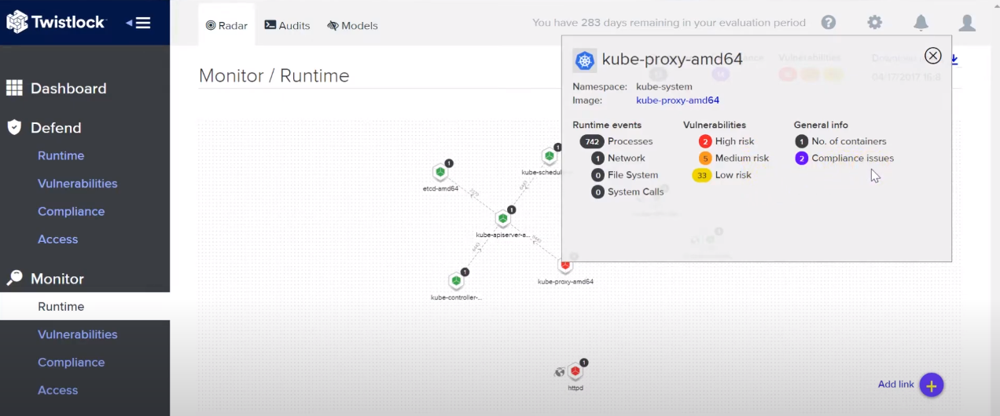 Twistlock
Radar
Audits
Models
You have 283 days remaining in your evaluation period
Monitor / Runtime
Dashboard
Defend
Runtime
Vulnerabilities
Compliance
Access
Monitor
Runtime
Vulnerabilities
Compliance
Access
kube-proxy-amd64
Namespace: kube-system
Image: kube-proxy-amd64
Runtime events
742 Processes
1 Network
0 File System
0 System Calls
Vulnerabilities
2 High risk
5 Medium risk
33 Low risk
General info
1 No. of containers
2 Compliance issues
Vulnerabilities
04/17/2017 16:8
1
etcd-amd64
1
kube-schedul
1
kube-apiserver-a...
1
kube-controller-...
kube-proxy-amd64
1
httpd
Add link